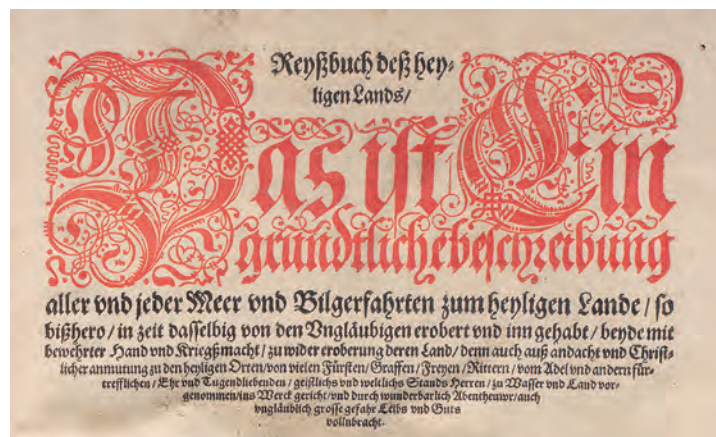 Reyßbuch deß hey-
ligen Lands/
Das ist Ein
grundtliche beschreibung
aller vnd jeder Meer vnd Bilgerfahrten zum heyligen Lande / so
bißhero / in zeit dasselbig von den Vngläubigen erobert vnd inn gehabt / beyde mit
bewehrter Hand vnd Kriegßmacht / zu wider eroberung deren Land / denn auch auß andacht vnd Christ-
licher anmutung zu den heyligen Orten / von vielen Fürsten / Graffen / Freyen / Rittern / vom Adel vnd andern für-
trefflichen / Ehr vnd Tugendliebenden / geistlichs vnd weltlichs Stands Herren / zu Wasser vnd Land vor-
genommen / ins Werck gericht / vnd durch wunderbarlich Abentheuwr / auch
vngläublich grosse gefahr Leibs vnd Guts
vollnbracht.